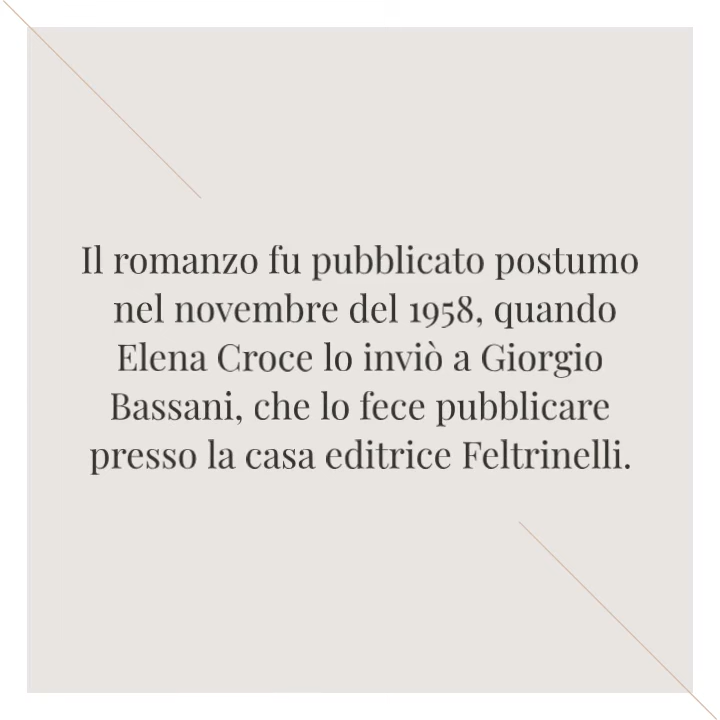 Il romanzo fu pubblicato postumo
nel novembre del 1958, quando
Elena Croce lo inviò a Giorgio
Bassani, che lo fece pubblicare
presso la casa editrice Feltrinelli.